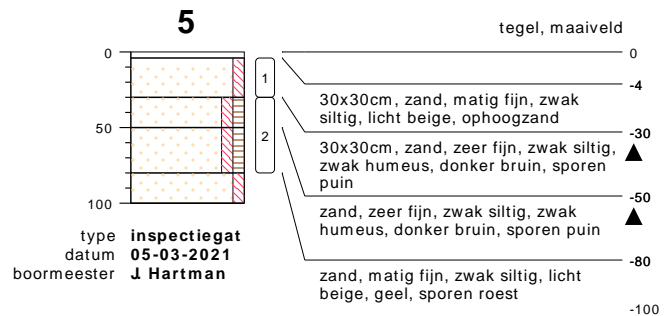 5
tegel, maaiveld
0
0
-4
1
30x30cm, zand, matig fijn, zwak
siltig, licht beige, ophoogzand
-30
30x30cm, zand, zeer fijn, zwak siltig,
zwak humeus, donker bruin, sporen
puin
50
2
-50
zand, zeer fijn, zwak siltig, zwak
humeus, donker bruin, sporen puin
100
-80
zand, matig fijn, zwak siltig, licht
beige, geel, sporen roest
-100
type inspectiegat
datum 05-03-2021
boormeester J. Hartman